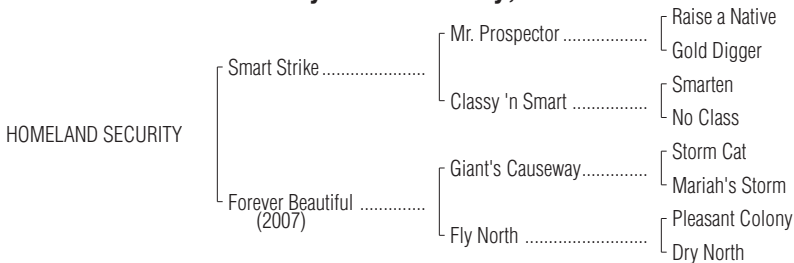 Raise a Native
Mr. Prospector ..................
Gold Digger
Smart Strike......................
Smarten
Classy 'n Smart ................
No Class
HOMELAND SECURITY
Storm Cat
Giant's Causeway..............
Mariah's Storm
Forever Beautiful ..............
(2007)
Pleasant Colony
Fly North ..........................
Dry North